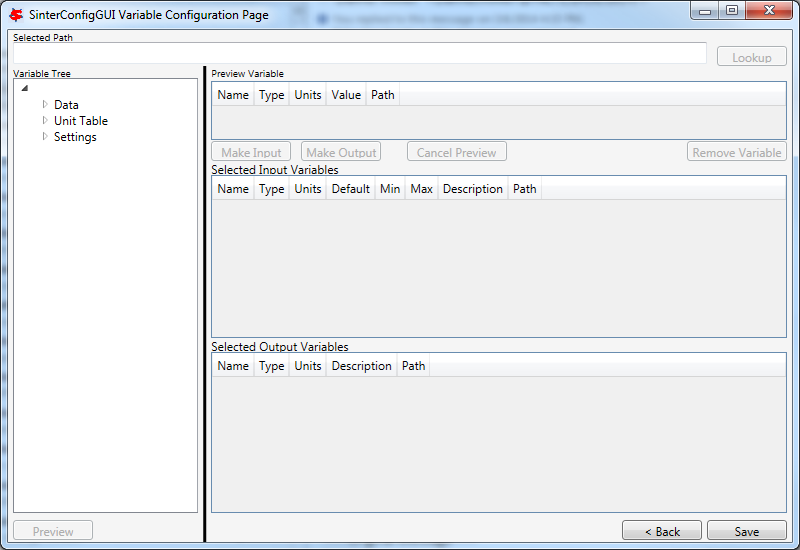 SinterConfigGUI Variable Configuration Page
Selected Path
Lookup
Variable Tree
Data
Unit Table
Settings
Preview
Preview Variable
Name Type Units Value Path
Make Input Make Output Cancel Preview Remove Variable
Selected Input Variables
Name Type Units Default Min Max Description Path
Selected Output Variables
Name Type Units Description Path
< Back Save